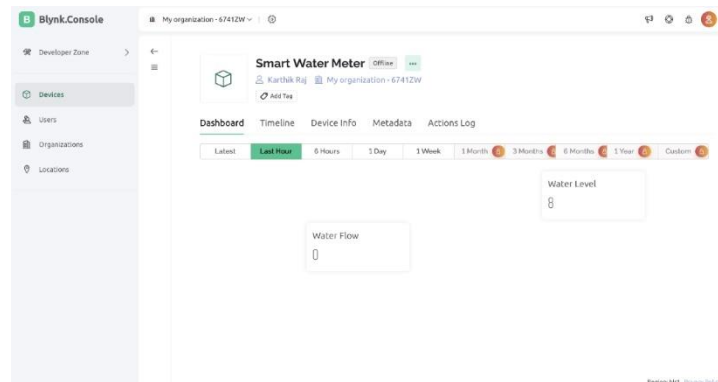 B Blynk.Console
My organization - 6741ZW
Developer Zone
Devices
Users
Organizations
Locations
Smart Water Meter Offline ...
Karthik Raj My organization - 6741ZW
Add Tag
Dashboard Timeline Device Info Metadata Actions Log
Latest Last Hour 6 Hours 1 Day 1 Week 1 Month 3 Months 6 Months 1 Year Custom
Water Level
8
Water Flow
0